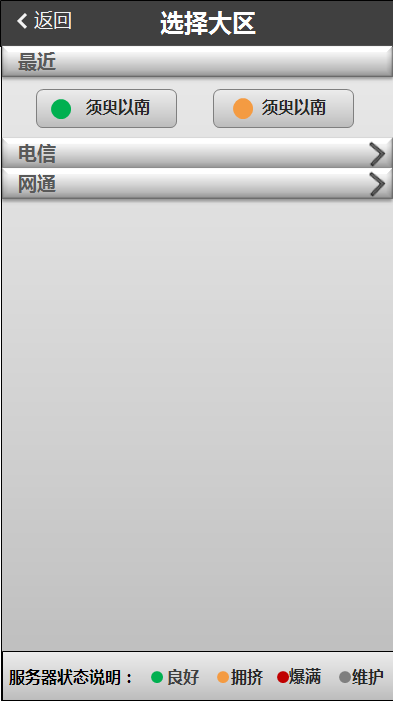 返回 选择大区
最近
须臾以南 须臾以南
电信
网通
服务器状态说明： 良好 拥挤 爆满 维护